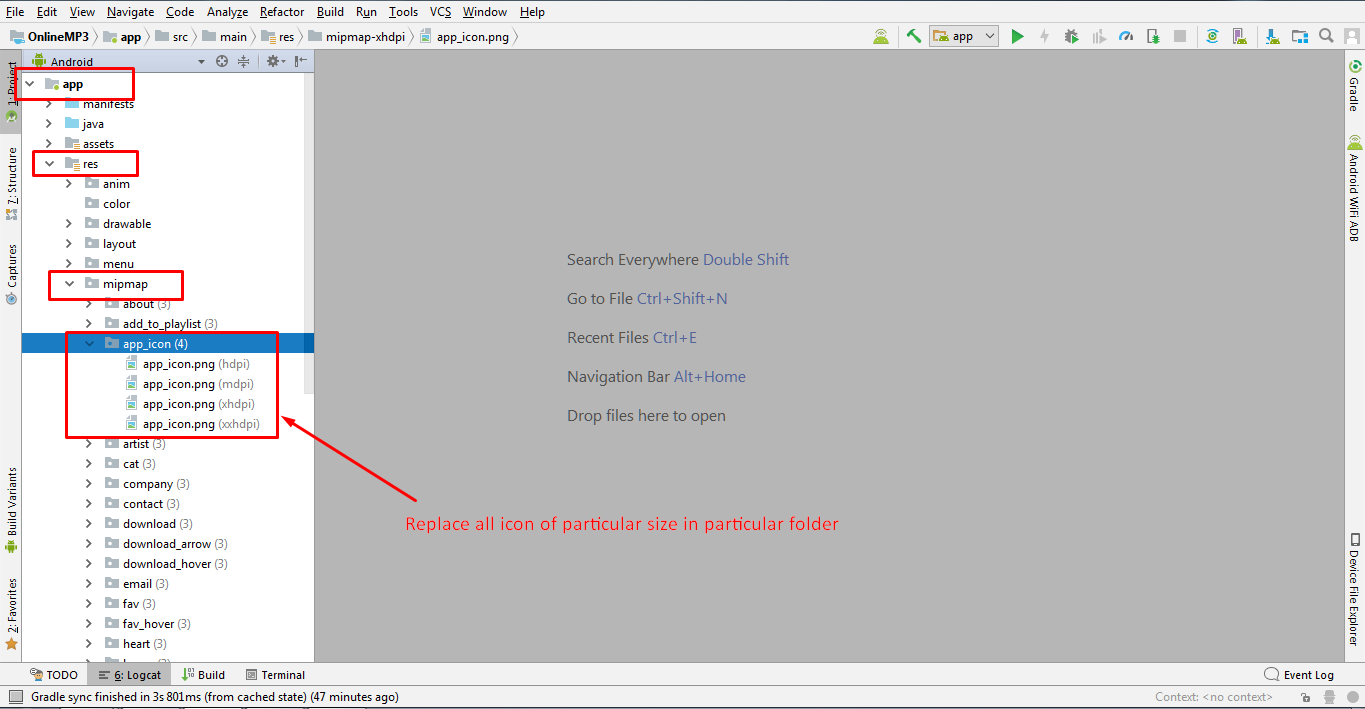 File Edit View Navigate Code Analyze Refactor Build Run Tools VCS Window Help
OnlineMP3 app src main res mipmap-xhdpi app_icon.png
app
Android
1: Project
Z: Structure
Captures
Build Variants
2: Favorites
app
manifests
java
assets
res
anim
color
drawable
layout
menu
mipmap
about (3)
add_to_playlist (3)
app_icon (4)
app_icon.png (hdpi)
app_icon.png (mdpi)
app_icon.png (xhdpi)
app_icon.png (xxhdpi)
artist (3)
cat (3)
company (3)
contact (3)
download (3)
download_arrow (3)
download_hover (3)
email (3)
fav (3)
fav_hover (3)
heart (3)
Search Everywhere Double Shift
Go to File Ctrl+Shift+N
Recent Files Ctrl+E
Navigation Bar Alt+Home
Drop files here to open
Replace all icon of particular size in particular folder
Gradle
Android WiFi ADB
Device File Explorer
TODO 6: Logcat Build Terminal
Event Log
Gradle sync finished in 3s 801ms (from cached state) (47 minutes ago)
Context: <no context>